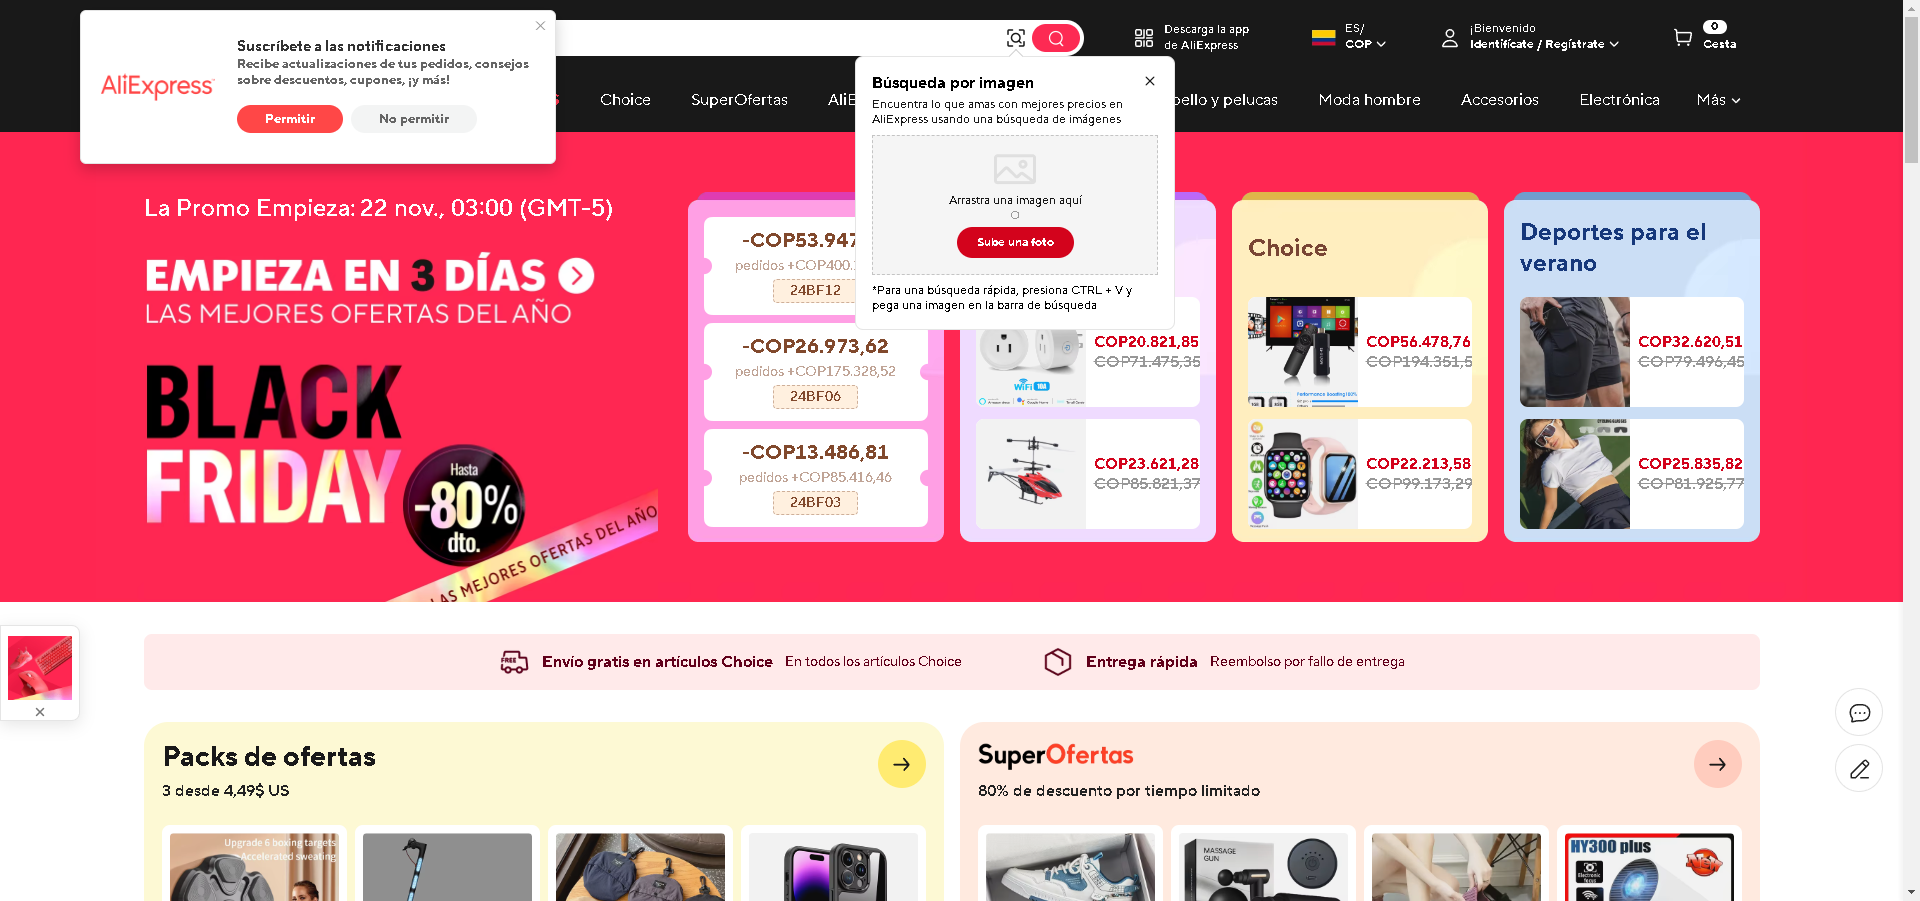 AliExpress
Suscríbete a las notificaciones
Recibe actualizaciones de tus pedidos, consejos
sobre descuentos, cupones, ¡y más!
Permitir
No permitir
Descarga la app
de AliExpress
ES/
COP
¡Bienvenido
Identifícate / Regístrate
0
Cesta
S
Choice
SuperOfertas
AliE
bello y pelucas
Moda hombre
Accesorios
Electrónica
Más
Búsqueda por imagen
Encuentra lo que amas con mejores precios en
AliExpress usando una búsqueda de imágenes
Arrastra una imagen aquí
O
Sube una foto
*Para una búsqueda rápida, presiona CTRL + V y
pega una imagen en la barra de búsqueda
La Promo Empieza: 22 nov., 03:00 (GMT-5)
EMPIEZA EN 3 DÍAS
LAS MEJORES OFERTAS DEL AÑO
BLACK
FRIDAY
Hasta
-80%
dto.
LAS MEJORES OFERTAS DEL AÑO
-COP53.947
pedidos +COP400.
24BF12
-COP26.973,62
pedidos +COP175.328,52
24BF06
-COP13.486,81
pedidos +COP85.416,46
24BF03
WiFi 10A
COP20.821,85
COP71.475,35
COP23.621,28
COP85.821,37
Choice
COP56.478,76
COP194.351,5
COP22.213,58
COP99.173,29
Deportes para el
verano
COP32.620,51
COP79.496,45
COP25.835,82
COP81.925,77
FREE
Envío gratis en artículos Choice
En todos los artículos Choice
Entrega rápida
Reembolso por fallo de entrega
Packs de ofertas
3 desde 4,49$ US
Upgrade 6 boxing targets
Accelerated sweating
SuperOfertas
80% de descuento por tiempo limitado
MASSAGE
GUN
HY300 plus
Electronic
focus
NEW